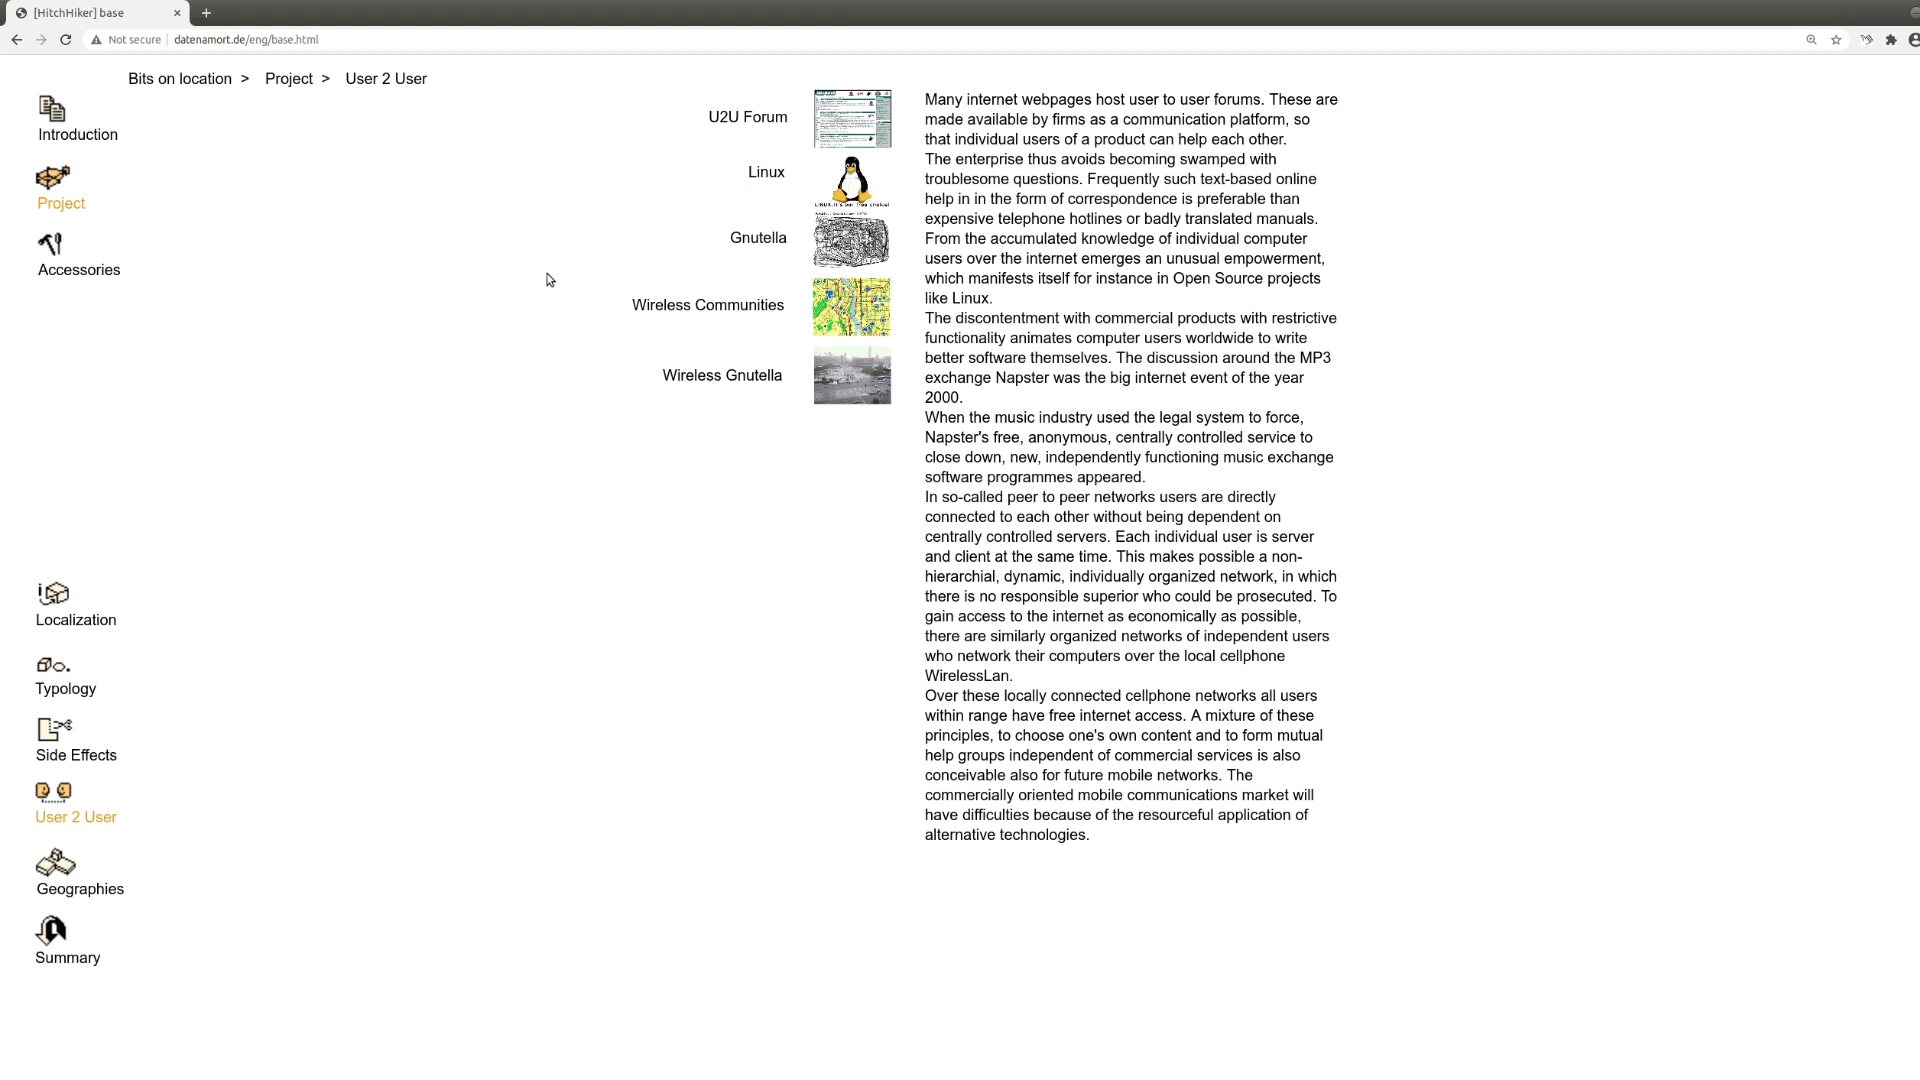 [HitchHiker] base
Not secure
datenamort.de/eng/base.html
Bits on location > Project > User 2 User
Introduction
Project
Accessories
Localization
Typology
Side Effects
User 2 User
Geographies
Summary
U2U Forum
Linux
LINUX.It's our free choice!
Gnutella
Wireless Communities
Wireless Gnutella
Many internet webpages host user to user forums. These are
made available by firms as a communication platform, so
that individual users of a product can help each other.
The enterprise thus avoids becoming swamped with
troublesome questions. Frequently such text-based online
help in in the form of correspondence is preferable than
expensive telephone hotlines or badly translated manuals.
From the accumulated knowledge of individual computer
users over the internet emerges an unusual empowerment,
which manifests itself for instance in Open Source projects
like Linux.
The discontentment with commercial products with restrictive
functionality animates computer users worldwide to write
better software themselves. The discussion around the MP3
exchange Napster was the big internet event of the year
2000.
When the music industry used the legal system to force,
Napster's free, anonymous, centrally controlled service to
close down, new, independently functioning music exchange
software programmes appeared.
In so-called peer to peer networks users are directly
connected to each other without being dependent on
centrally controlled servers. Each individual user is server
and client at the same time. This makes possible a non-
hierarchial, dynamic, individually organized network, in which
there is no responsible superior who could be prosecuted. To
gain access to the internet as economically as possible,
there are similarly organized networks of independent users
who network their computers over the local cellphone
WirelessLan.
Over these locally connected cellphone networks all users
within range have free internet access. A mixture of these
principles, to choose one's own content and to form mutual
help groups independent of commercial services is also
conceivable also for future mobile networks. The
commercially oriented mobile communications market will
have difficulties because of the resourceful application of
alternative technologies.